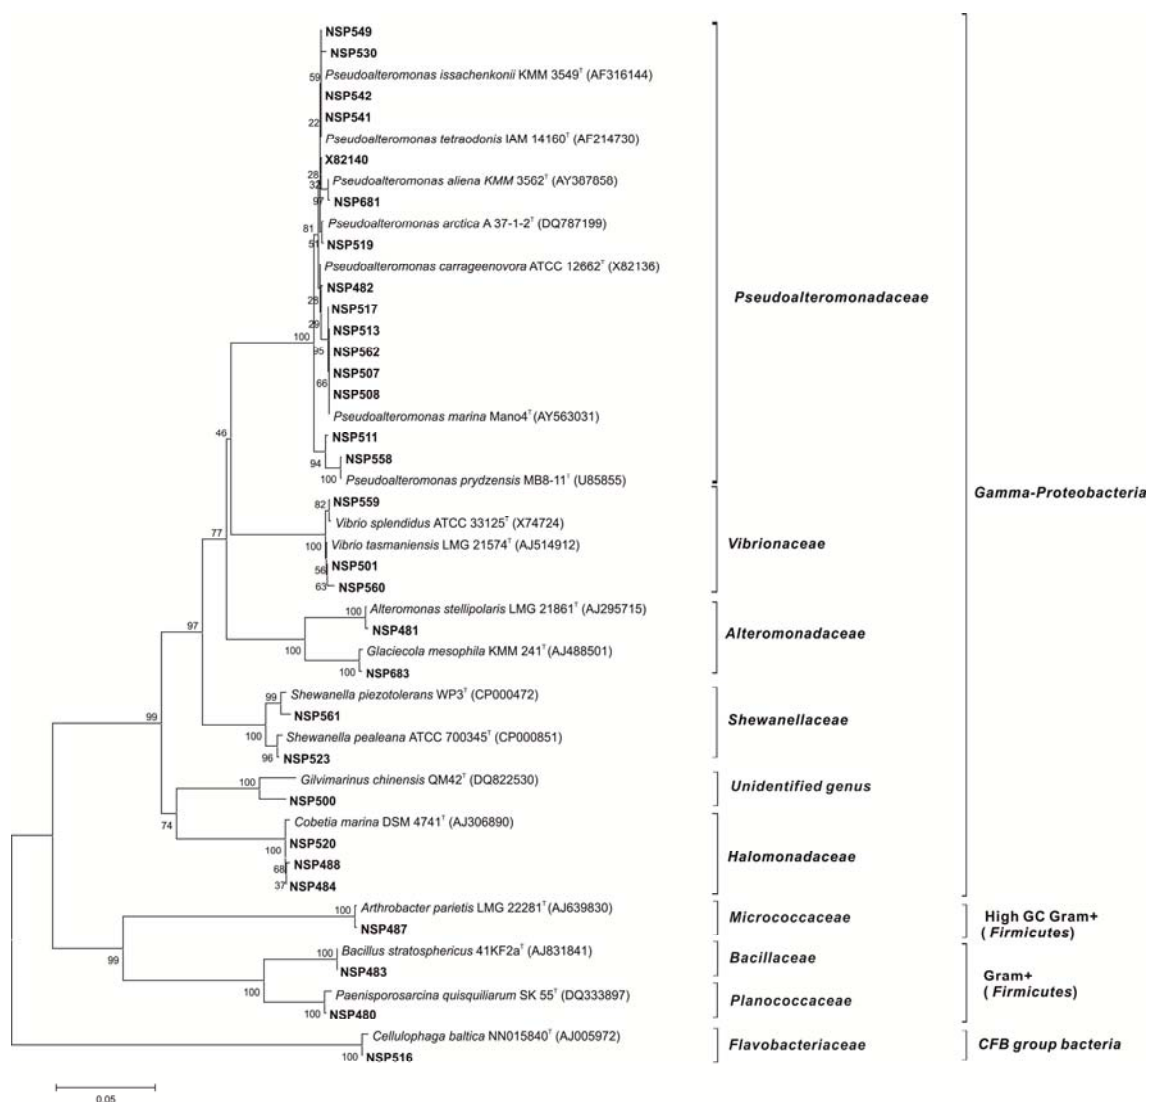 NSP549
NSP530
59
Pseudoalteromonas issachenkonii KMM 3549T (AF316144)
NSP542
NSP541
22
Pseudoalteromonas tetraodonis IAM 14160T (AF214730)
X82140
28
32
Pseudoalteromonas aliena KMM 3562T (AY387858)
97
NSP681
81
Pseudoalteromonas arctica A 37-1-2T (DQ787199)
51
NSP519
Pseudoalteromonas carrageenovora ATCC 12662T (X82136)
NSP482
Pseudoalteromonadaceae
28
NSP517
29
NSP513
100
95
NSP562
NSP507
66
NSP508
Pseudoalteromonas marina Mano4T (AY563031)
46
NSP511
94
NSP558
100
Pseudoalteromonas prydzensis MB8-11T (U85855)
Gamma-Proteobacteria
82
NSP559
Vibrio splendidus ATCC 33125T (X74724)
77
100
Vibrio tasmaniensis LMG 21574T (AJ514912)
Vibrionaceae
56
NSP501
63
NSP560
100
Alteromonas stellipolaris LMG 21861T (AJ295715)
97
NSP481
Alteromonadaceae
100
Glaciecola mesophila KMM 241T (AJ488501)
100
NSP683
99
Shewanella piezotolerans WP3T (CP000472)
99
NSP561
Shewanellaceae
100
Shewanella pealeana ATCC 700345T (CP000851)
96
NSP523
100
Gilvimarinus chinensis QM42T (DQ822530)
Unidentified genus
NSP500
74
Cobetia marina DSM 4741T (AJ306890)
100
NSP520
Halomonadaceae
68
NSP488
37
NSP484
100
Arthrobacter parietis LMG 22281T (AJ639830)
Micrococcaceae
High GC Gram+
NSP487
( Firmicutes)
99
100
Bacillus stratosphericus 41KF2aT (AJ831841)
Bacillaceae
NSP483
Gram+
( Firmicutes)
100
Paenisporosarcina quisquiliarum SK 55T (DQ333897)
Planococcaceae
100
NSP480
Cellulophaga baltica NN015840T (AJ005972)
Flavobacteriaceae
CFB group bacteria
100
NSP516
0.05